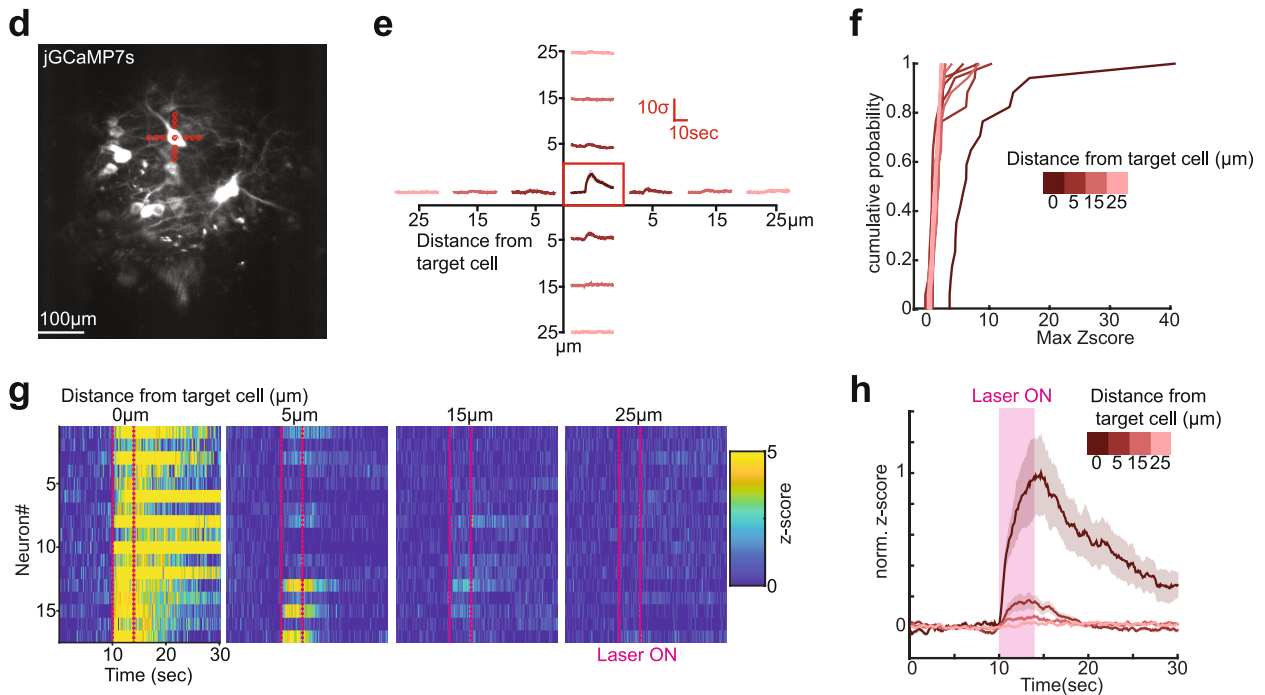 d
jGCaMP7s
100µm
e
25
15
5
10σ
10sec
25 15 5 5 15 25µm
Distance from
target cell
5
15
25
µm
f
cumulative probability
1
0.8
0.6
0.4
0.2
0
0 10 20 30 40
Max Zscore
Distance from target cell (µm)
0 5 15 25
g
Distance from target cell (µm)
0µm 5µm 15µm 25µm
Neuron#
5
10
15
10 20 30
Time (sec)
Laser ON
5
z-score
0
h
Laser ON
Distance from
target cell (µm)
0 5 15 25
norm. z-score
1
0
0 10 20 30
Time(sec)